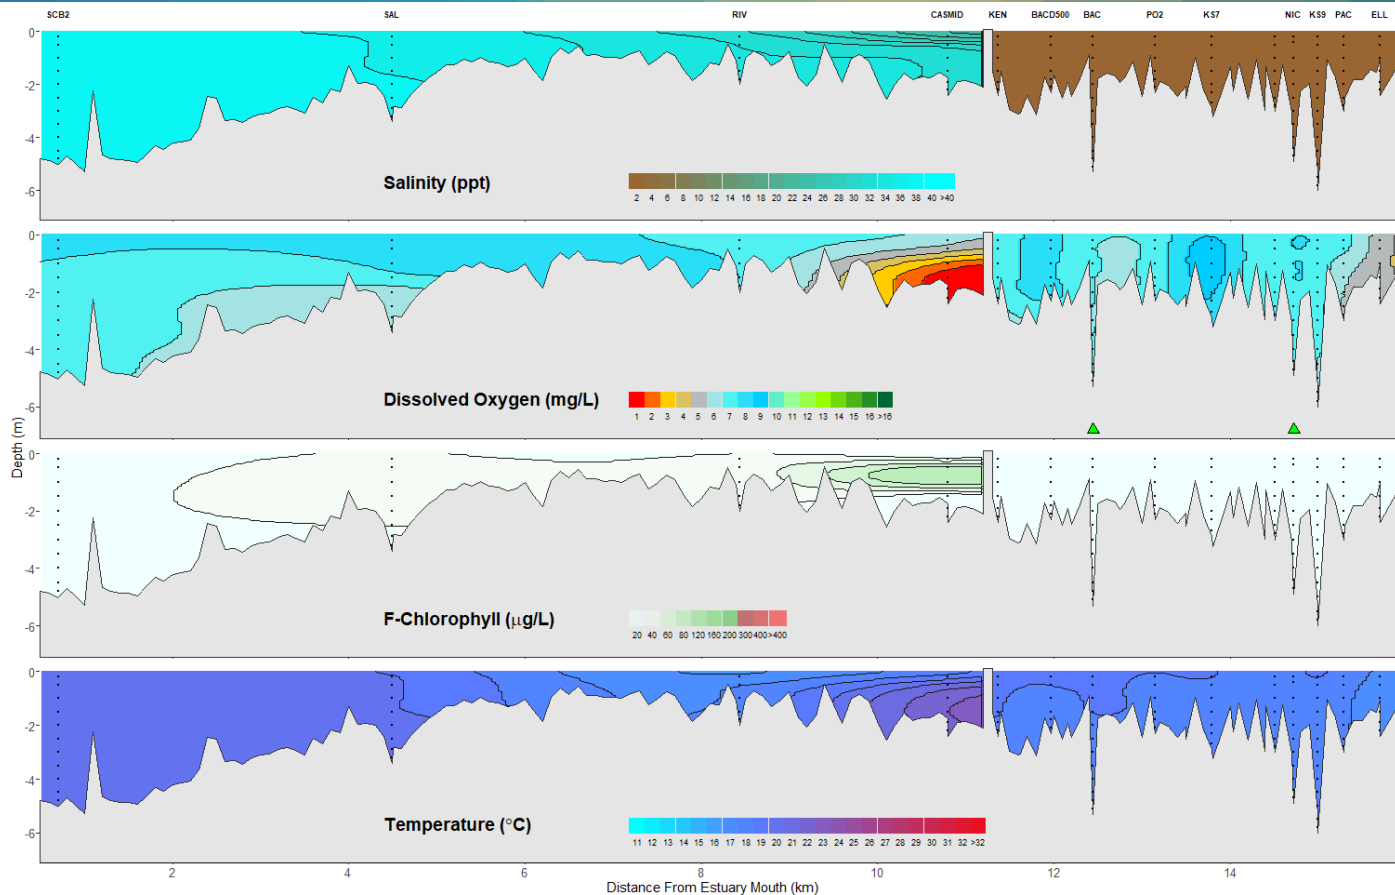 SCB2 SAL RIV CASMID KEN BACD500 BAC PO2 KS7 NIC KS9 PAC ELL
0
-2
-4
-6
Salinity (ppt)
2 4 6 8 10 12 14 16 18 20 22 24 26 28 30 32 34 36 38 40 >40
0
-2
-4
-6
Dissolved Oxygen (mg/L)
1 2 3 4 5 6 7 8 9 10 11 12 13 14 15 16 >16
Depth (m)
0
-2
-4
-6
F-Chlorophyll (μg/L)
20 40 60 80 120 160 200 300 400 >400
0
-2
-4
-6
Temperature (°C)
11 12 13 14 15 16 17 18 19 20 21 22 23 24 25 26 27 28 29 30 31 32 >32
2 4 6 8 10 12 14
Distance From Estuary Mouth (km)